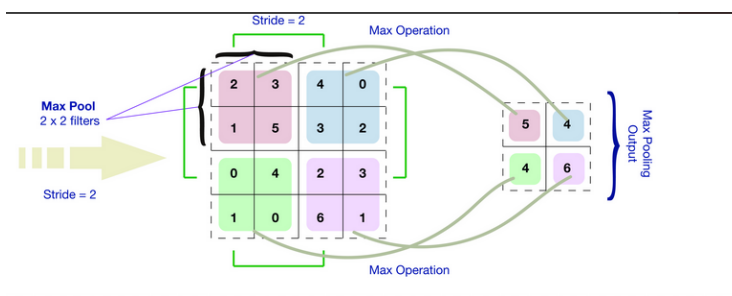 Stride = 2
Max Operation
2 3 4 0
Max Pool
2 x 2 filters
1 5 3 2
5 4
0 4 2 3
4 6
Max Pooling
Output
Stride = 2
1 0 6 1
Max Operation